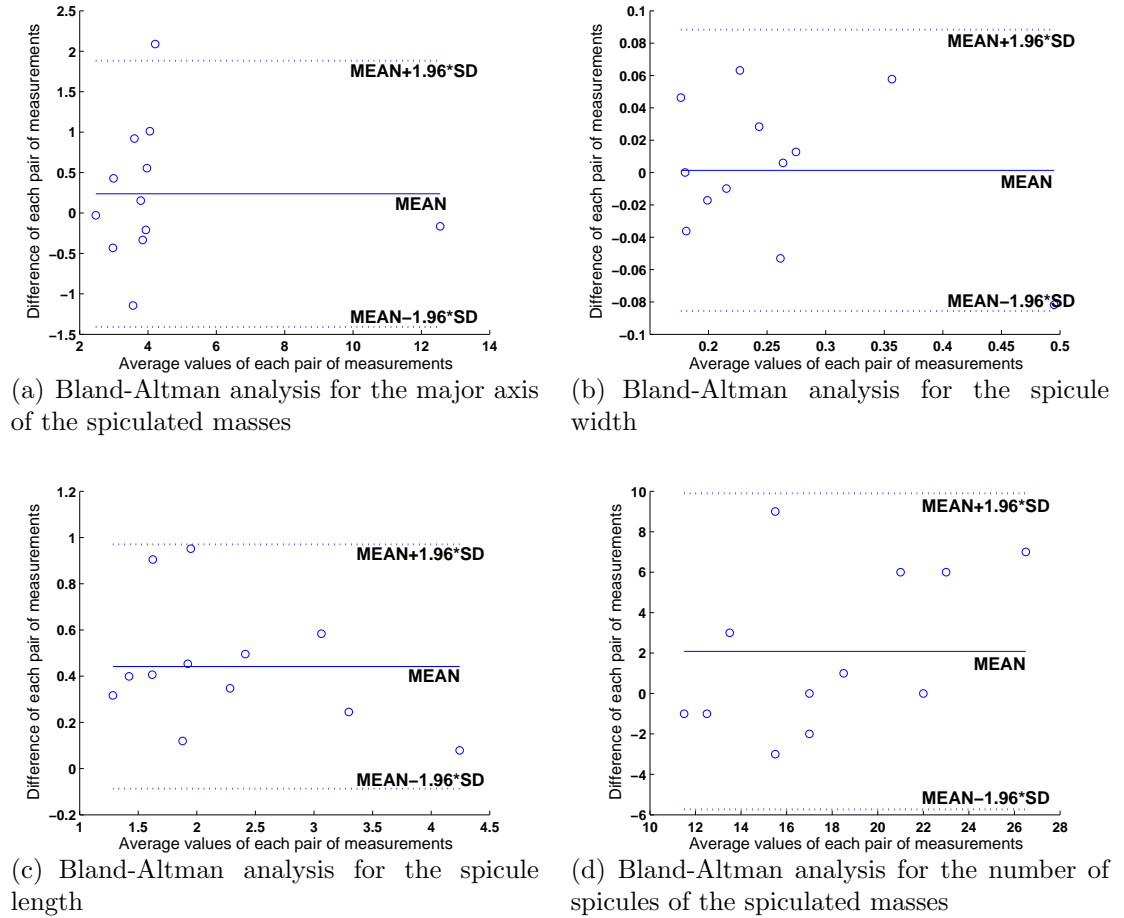 2.5
2
1.5
1
0.5
0
−0.5
−1
−1.5
Difference of each pair of measurements
MEAN+1.96*SD
MEAN
MEAN−1.96*SD
2 4 6 8 10 12 14
Average values of each pair of measurements
(a) Bland-Altman analysis for the major axis
of the spiculated masses
0.1
0.08
0.06
0.04
0.02
0
−0.02
−0.04
−0.06
−0.08
−0.1
Difference of each pair of measurements
MEAN+1.96*SD
MEAN
MEAN−1.96*SD
0.2 0.25 0.3 0.35 0.4 0.45 0.5
Average values of each pair of measurements
(b) Bland-Altman analysis for the spicule
width
1.2
1
0.8
0.6
0.4
0.2
0
−0.2
Difference of each pair of measurements
MEAN+1.96*SD
MEAN
MEAN−1.96*SD
1 1.5 2 2.5 3 3.5 4 4.5
Average values of each pair of measurements
(c) Bland-Altman analysis for the spicule
length
10
8
6
4
2
0
−2
−4
−6
Difference of each pair of measurements
MEAN+1.96*SD
MEAN
MEAN−1.96*SD
10 12 14 16 18 20 22 24 26 28
Average values of each pair of measurements
(d) Bland-Altman analysis for the number of
spicules of the spiculated masses